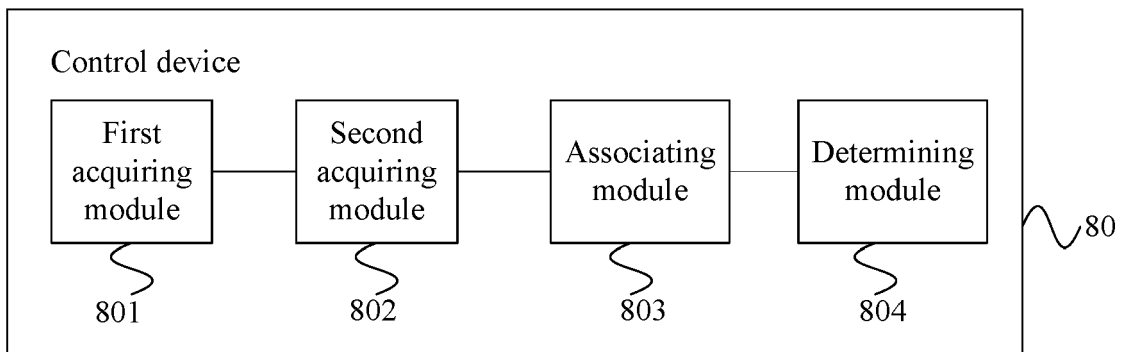 Control device
First
acquiring
module
Second
acquiring
module
Associating
module
Determining
module
80
801
802
803
804